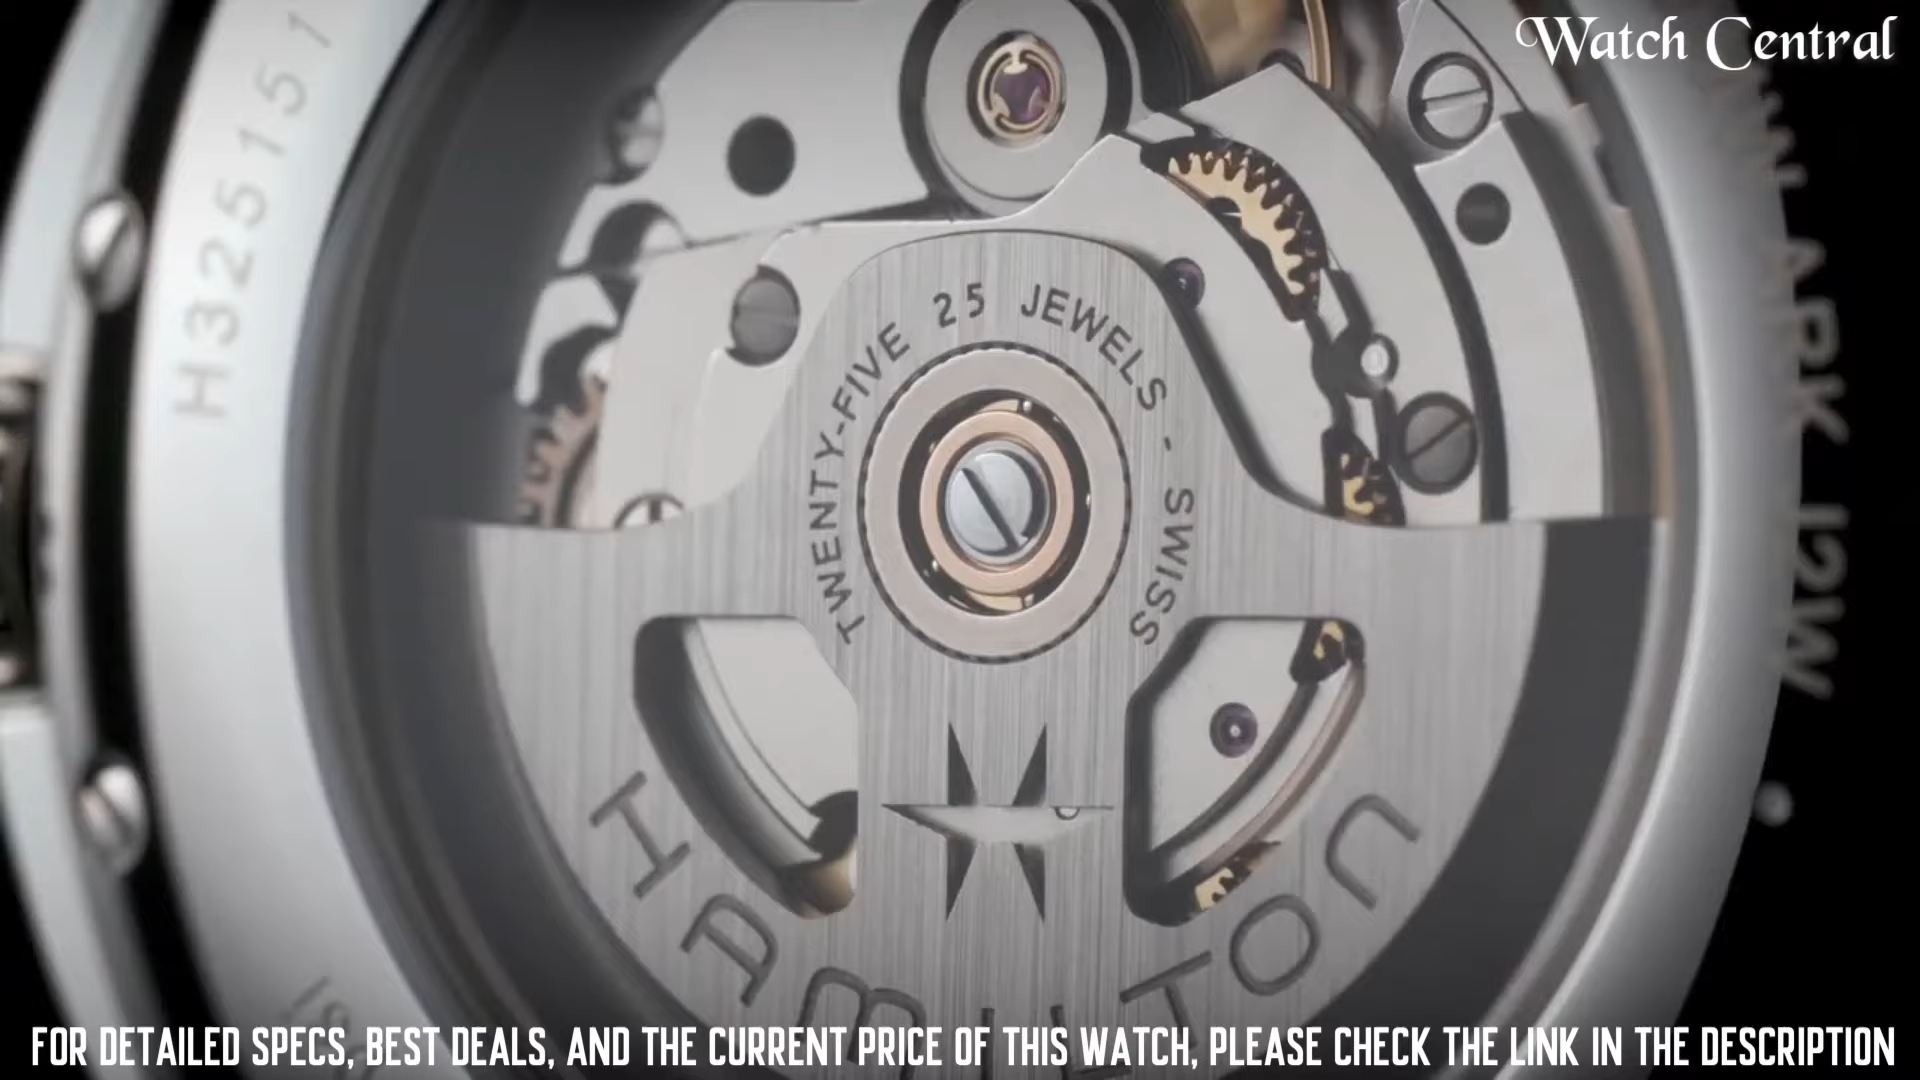 Watch Central
H3251551
TWENTY-FIVE 25 JEWELS - SWISS
HAMILTON
FOR DETAILED SPECS, BEST DEALS, AND THE CURRENT PRICE OF THIS WATCH, PLEASE CHECK THE LINK IN THE DESCRIPTION